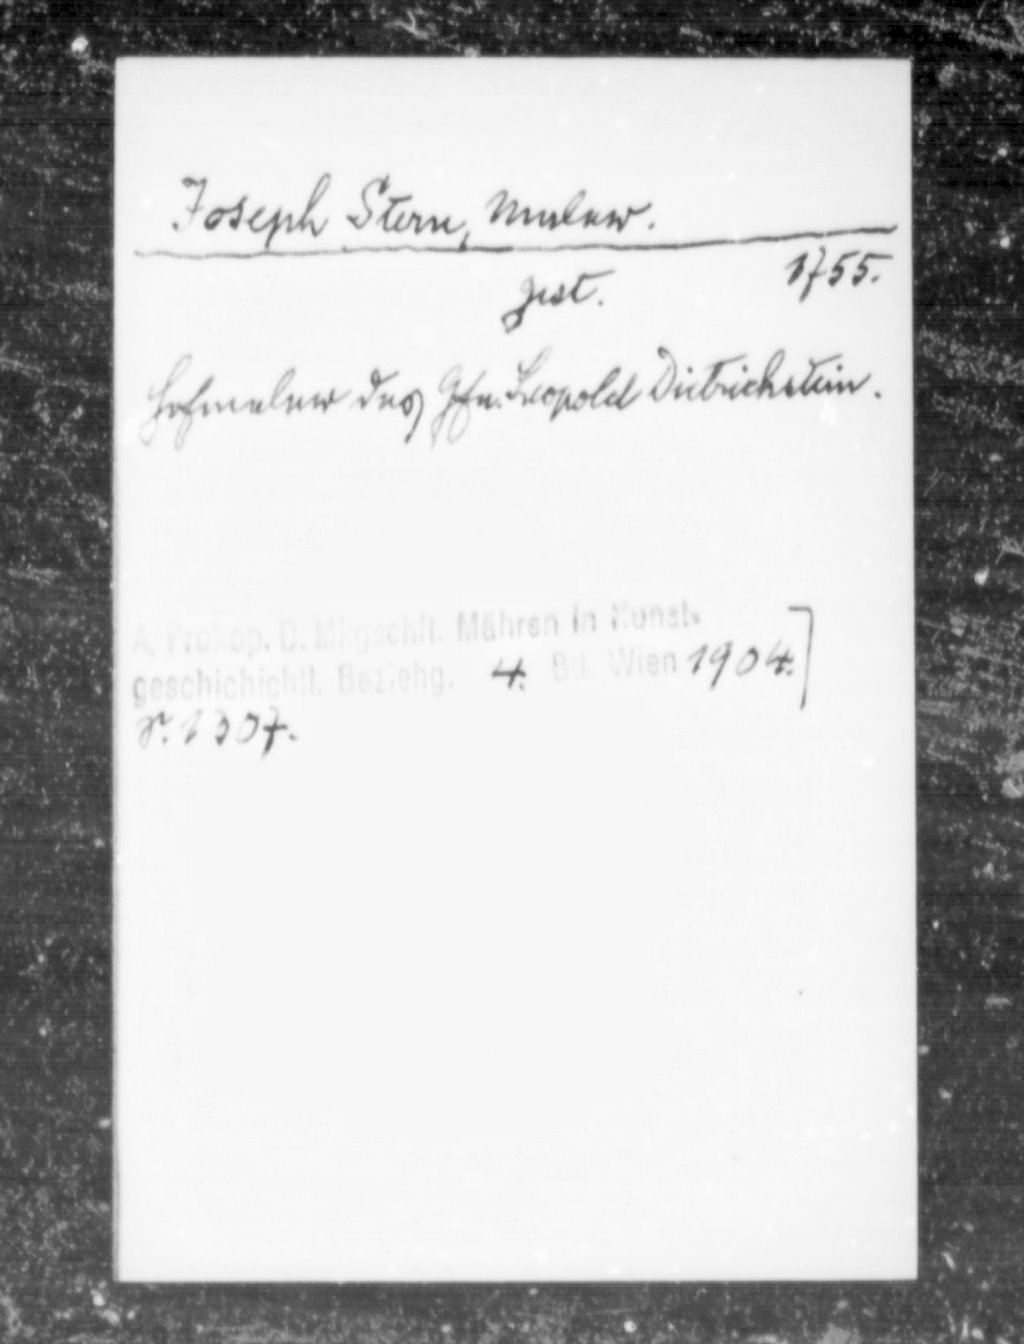 Joseph Stern, Maler.
1755.
gest.
Hofmaler des Gfn. Leopold Dietrichstein.
A. Prokop. D. Mkgschft. Mähren in Kunst-
geschichichtl. Beziehg. 4. Bd. Wien 1904.]
S. 1307.